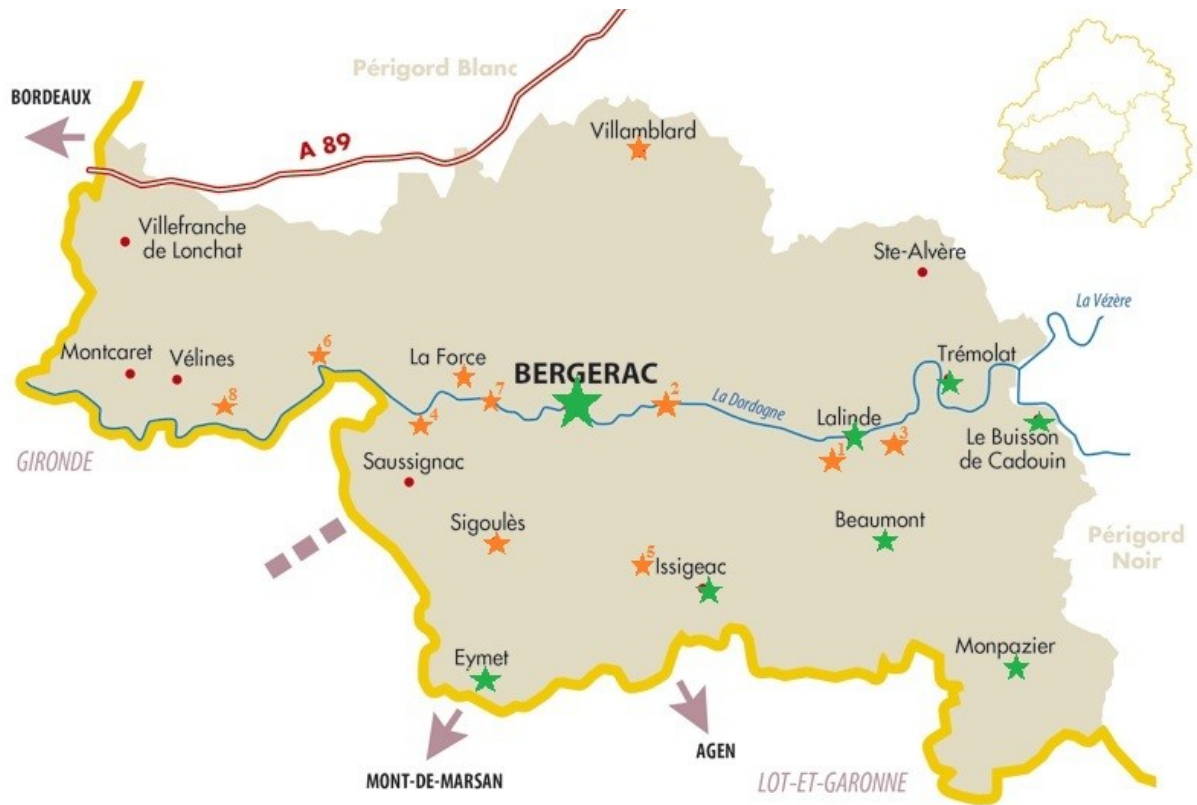 Périgord Blanc
BORDEAUX
A 89
Villamblard
Villefranche
de Lonchat
Ste-Alvère
La Vézère
6
Montcaret
Vélines
La Force
BERGERAC
Trémolat
8
7
2
La Dordogne
4
Lalinde
3
1
Le Buisson
de Cadouin
GIRONDE
Saussignac
Sigoulès
Beaumont
Périgord
Noir
5
Issigeac
Eymet
Monpazier
AGEN
MONT-DE-MARSAN
LOT-ET-GARONNE